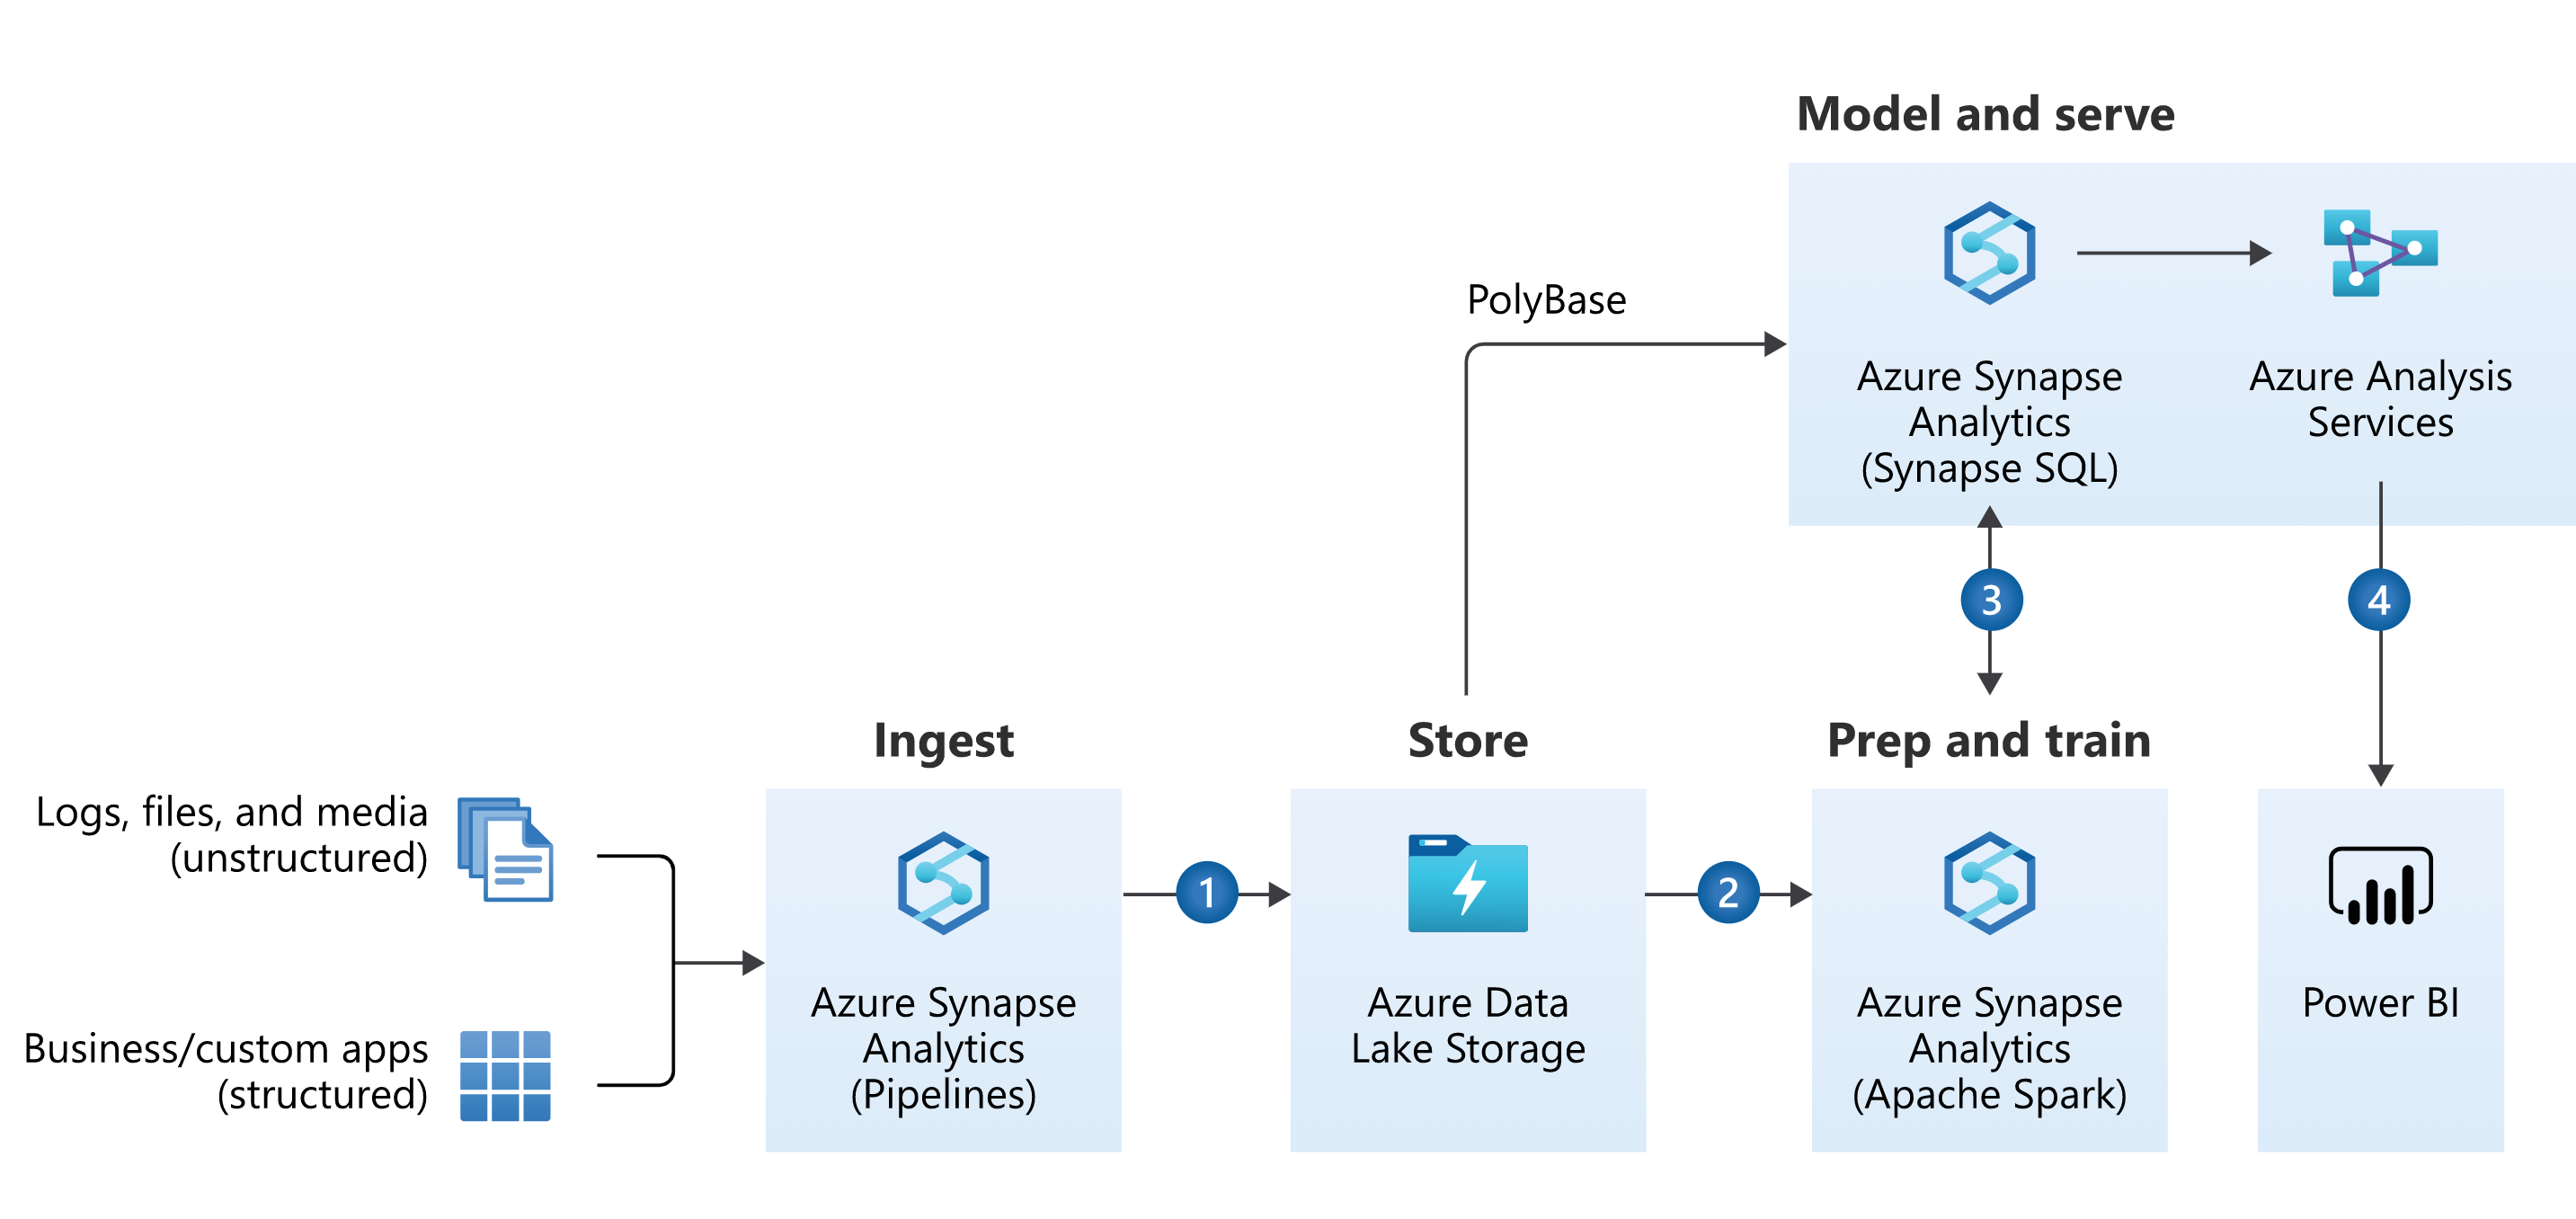 Model and serve
Azure Synapse
Analytics
(Synapse SQL)
Azure Analysis
Services
PolyBase
3
4
Ingest
Store
Prep and train
Logs, files, and media
(unstructured)
Business/custom apps
(structured)
Azure Synapse
Analytics
(Pipelines)
1
Azure Data
Lake Storage
2
Azure Synapse
Analytics
(Apache Spark)
Power BI